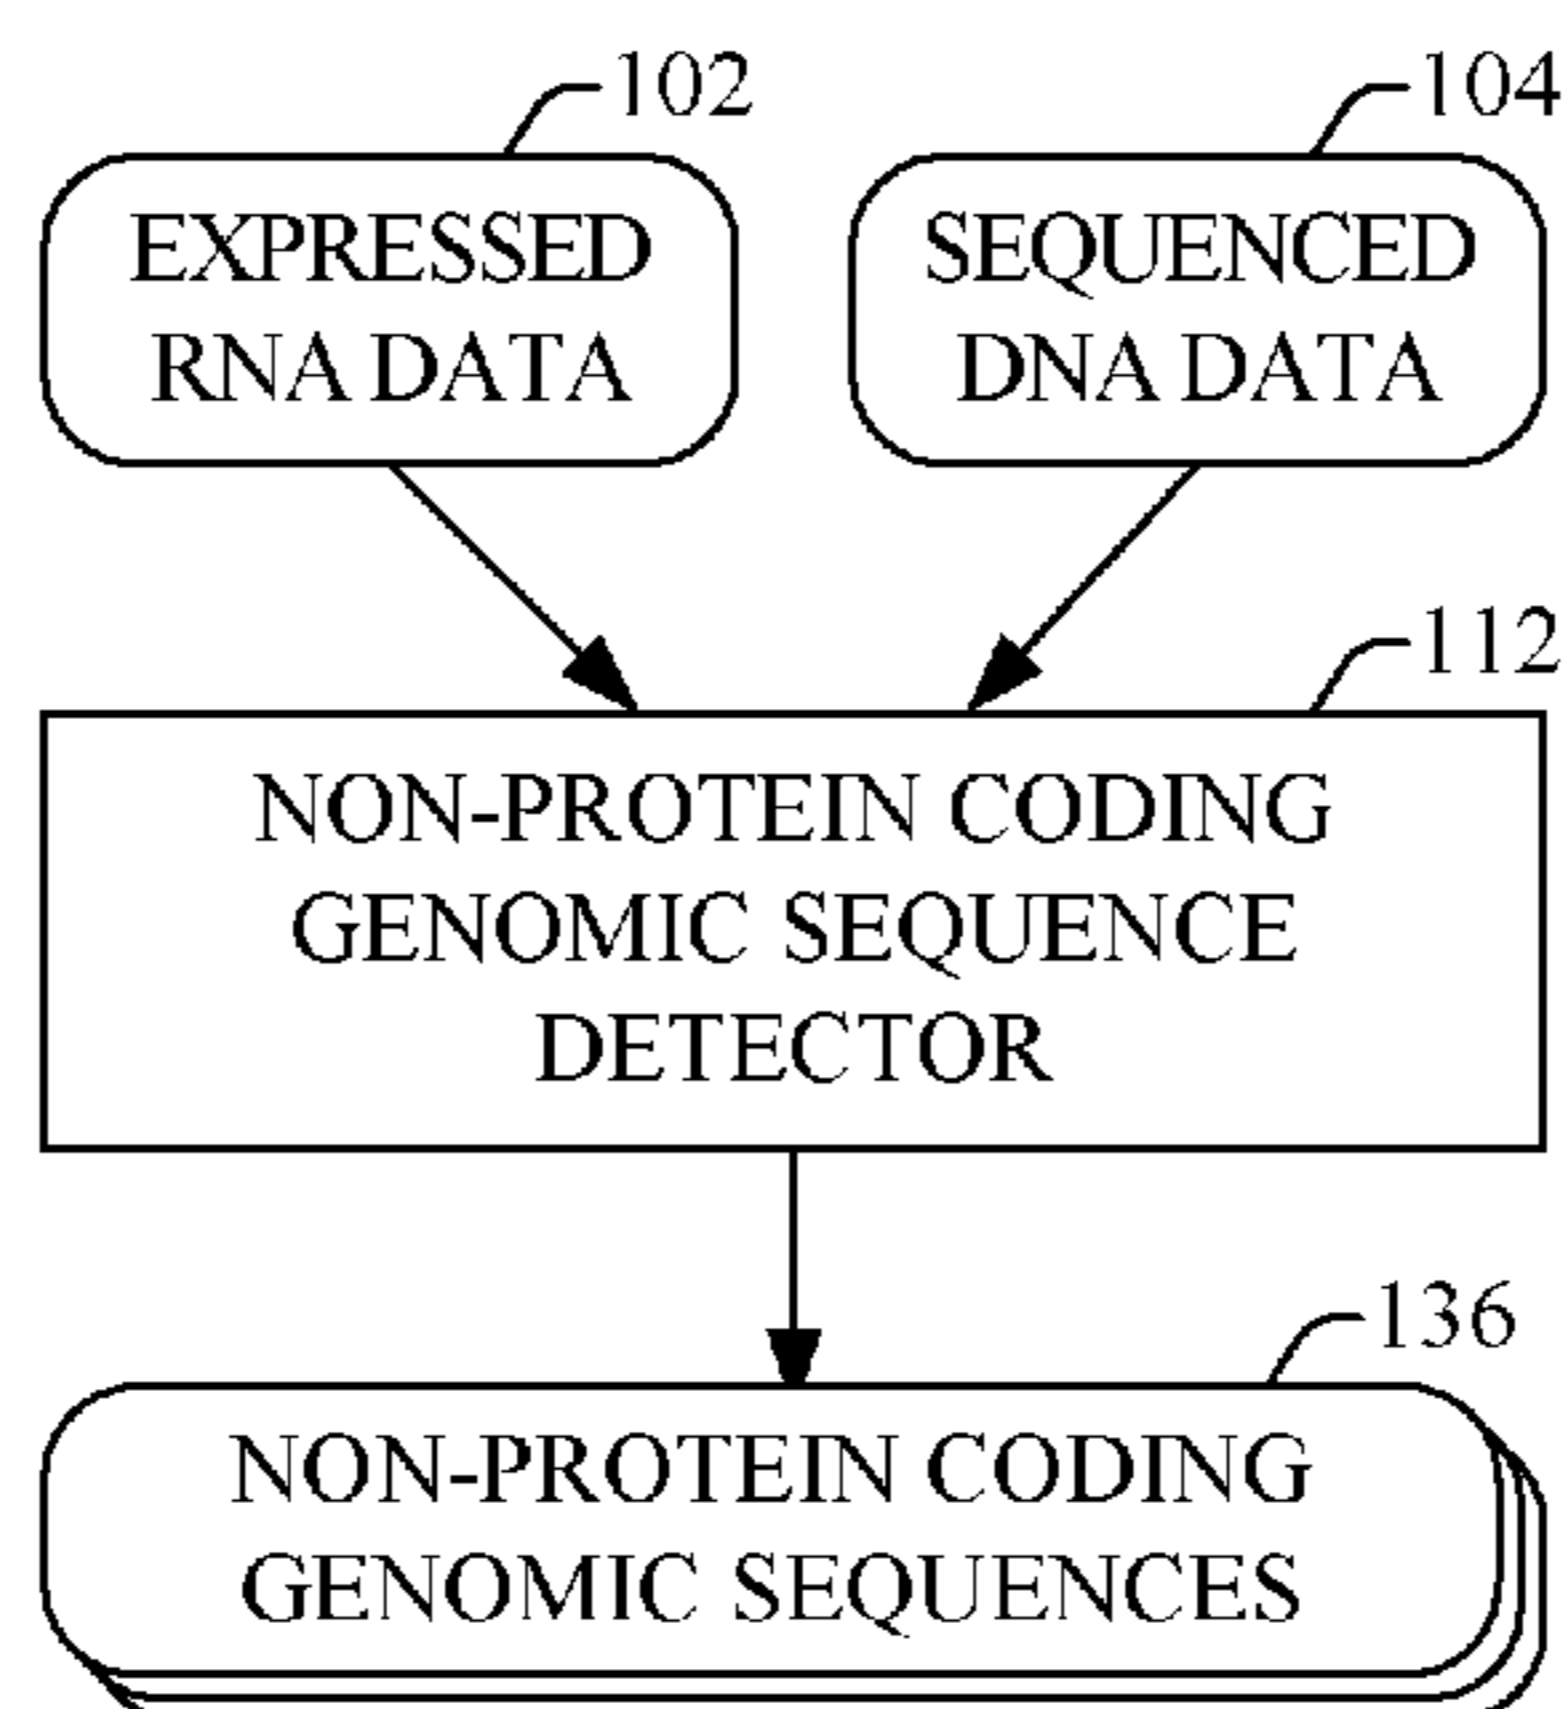 102
104
EXPRESSED
RNA DATA
SEQUENCED
DNA DATA
112
NON-PROTEIN CODING
GENOMIC SEQUENCE
DETECTOR
136
NON-PROTEIN CODING
GENOMIC SEQUENCES